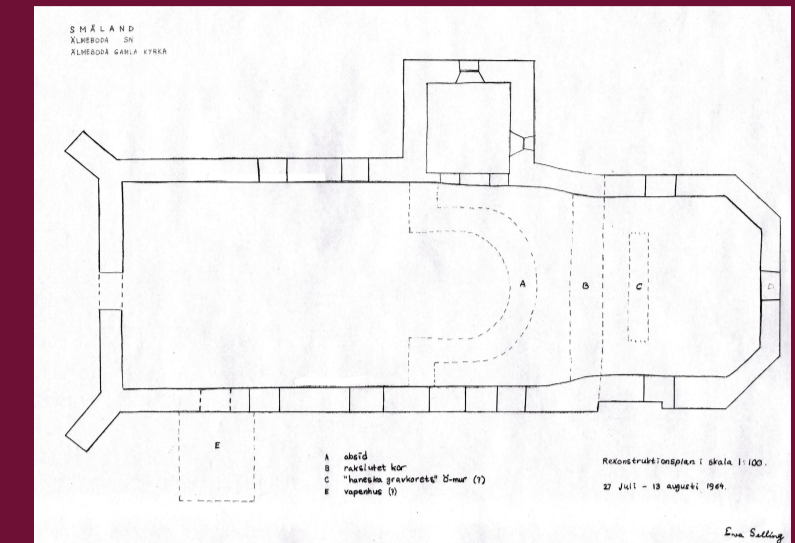 SMÅLAND
ÄLMEBODA SN
ÄLMEBODA GAMLA KYRKA
A
B
C
D
E
A absid
B rakslutet kor
C "haneska gravkorets" Ö-mur (?)
E vapenhus (?)
Rekonstruktionsplan i skala 1:100.
27 juli - 13 augusti 1964.
Eva Selling